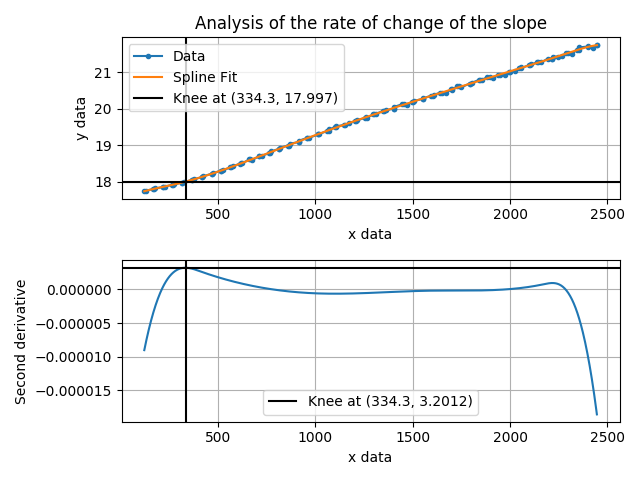 Analysis of the rate of change of the slope
Data
Spline Fit
Knee at (334.3, 17.997)
21
20
19
18
y data
500
1000
1500
2000
2500
x data
0.000000
−0.000005
−0.000010
−0.000015
Second derivative
Knee at (334.3, 3.2012)
500
1000
1500
2000
2500
x data